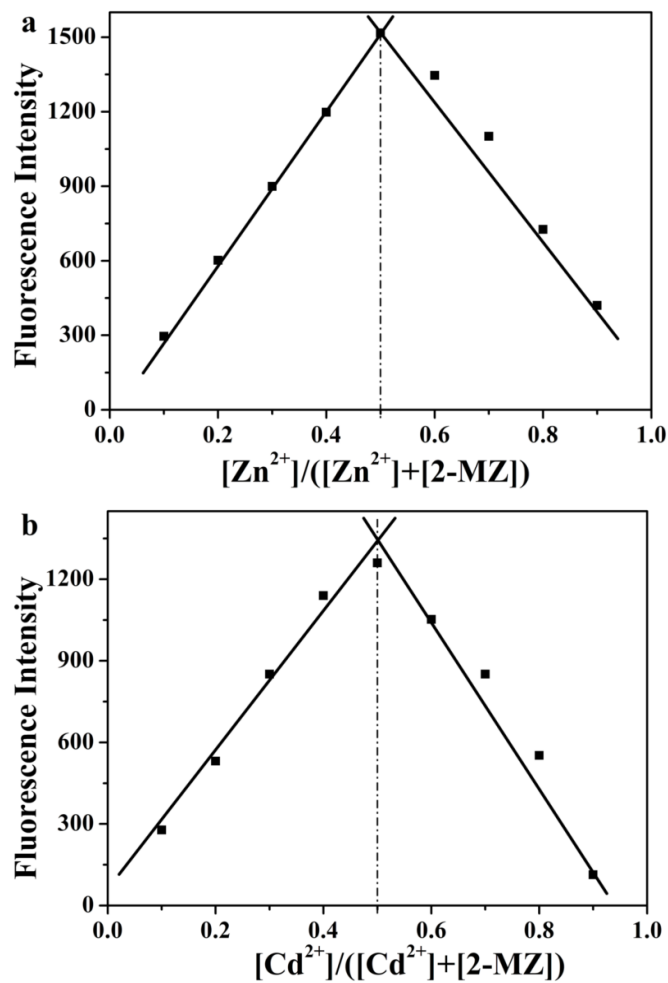 a
1500
1200
900
600
300
0
0.0 0.2 0.4 0.6 0.8 1.0
Fluorescence Intensity
[Zn²⁺]/([Zn²⁺]+[2-MZ])
b
1200
900
600
300
0
0.0 0.2 0.4 0.6 0.8 1.0
Fluorescence Intensity
[Cd²⁺]/([Cd²⁺]+[2-MZ])